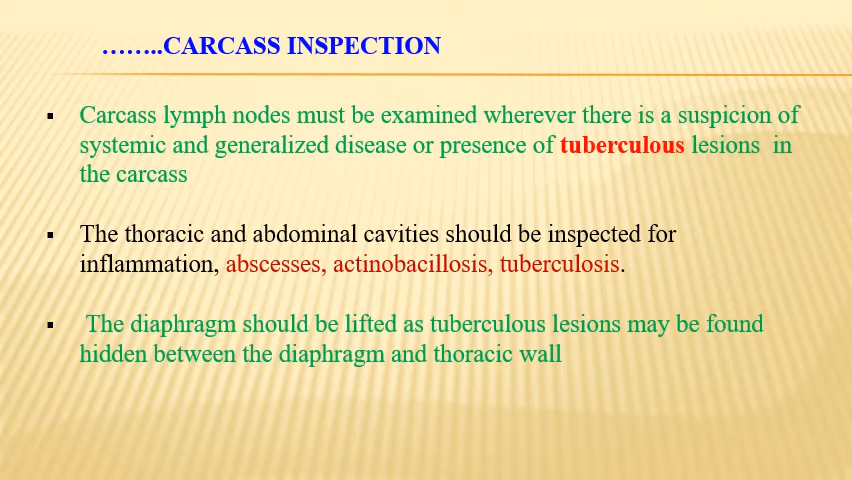 ……..CARCASS INSPECTION
▪ Carcass lymph nodes must be examined wherever there is a suspicion of
systemic and generalized disease or presence of tuberculous lesions in
the carcass
▪ The thoracic and abdominal cavities should be inspected for
inflammation, abscesses, actinobacillosis, tuberculosis.
▪ The diaphragm should be lifted as tuberculous lesions may be found
hidden between the diaphragm and thoracic wall